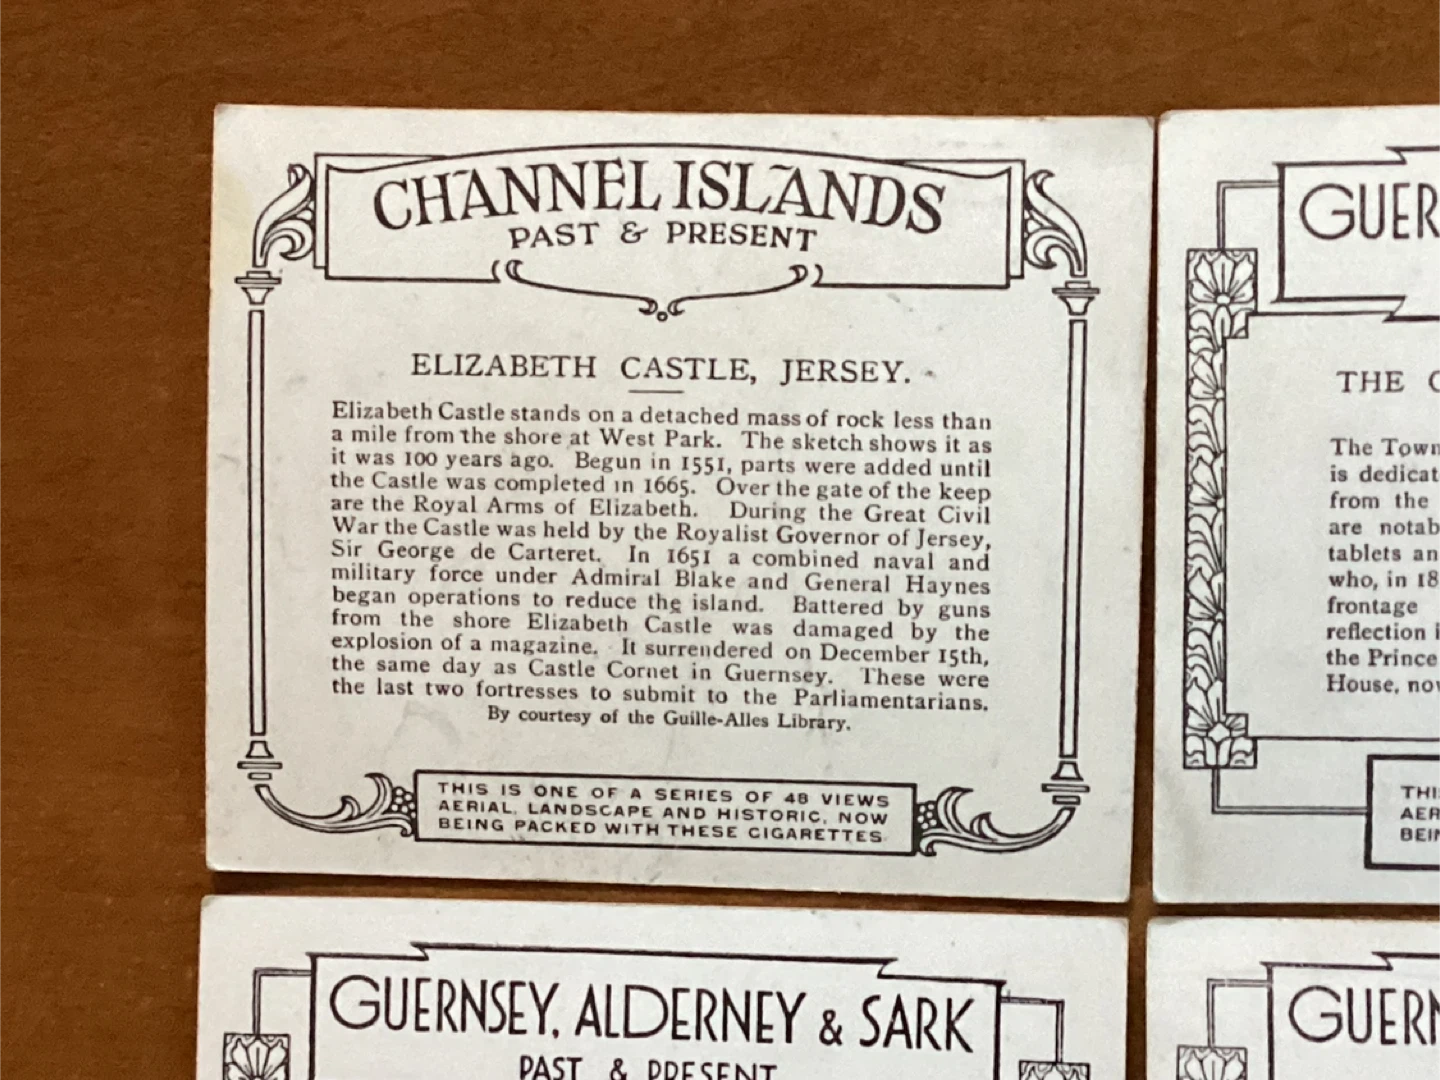 CHANNEL ISLANDS
PAST & PRESENT
ELIZABETH CASTLE, JERSEY.
Elizabeth Castle stands on a detached mass of rock less than
a mile from the shore at West Park. The sketch shows it as
it was 100 years ago. Begun in 1551, parts were added until
the Castle was completed in 1665. Over the gate of the keep
are the Royal Arms of Elizabeth. During the Great Civil
War the Castle was held by the Royalist Governor of Jersey,
Sir George de Carteret. In 1651 a combined naval and
military force under Admiral Blake and General Haynes
began operations to reduce the island. Battered by guns
from the shore Elizabeth Castle was damaged by the
explosion of a magazine. It surrendered on December 15th,
the same day as Castle Cornet in Guernsey. These were
the last two fortresses to submit to the Parliamentarians.
By courtesy of the Guille-Alles Library.
THIS IS ONE OF A SERIES OF 48 VIEWS
AERIAL, LANDSCAPE AND HISTORIC, NOW
BEING PACKED WITH THESE CIGARETTES
GUER
THE
The Town
is dedicat
from the
are notab
tablets an
who, in 18
frontage
reflection i
the Prince
House, nov
THI
AER
BEI
GUERNSEY, ALDERNEY & SARK
PAST & PRESENT
GUERN